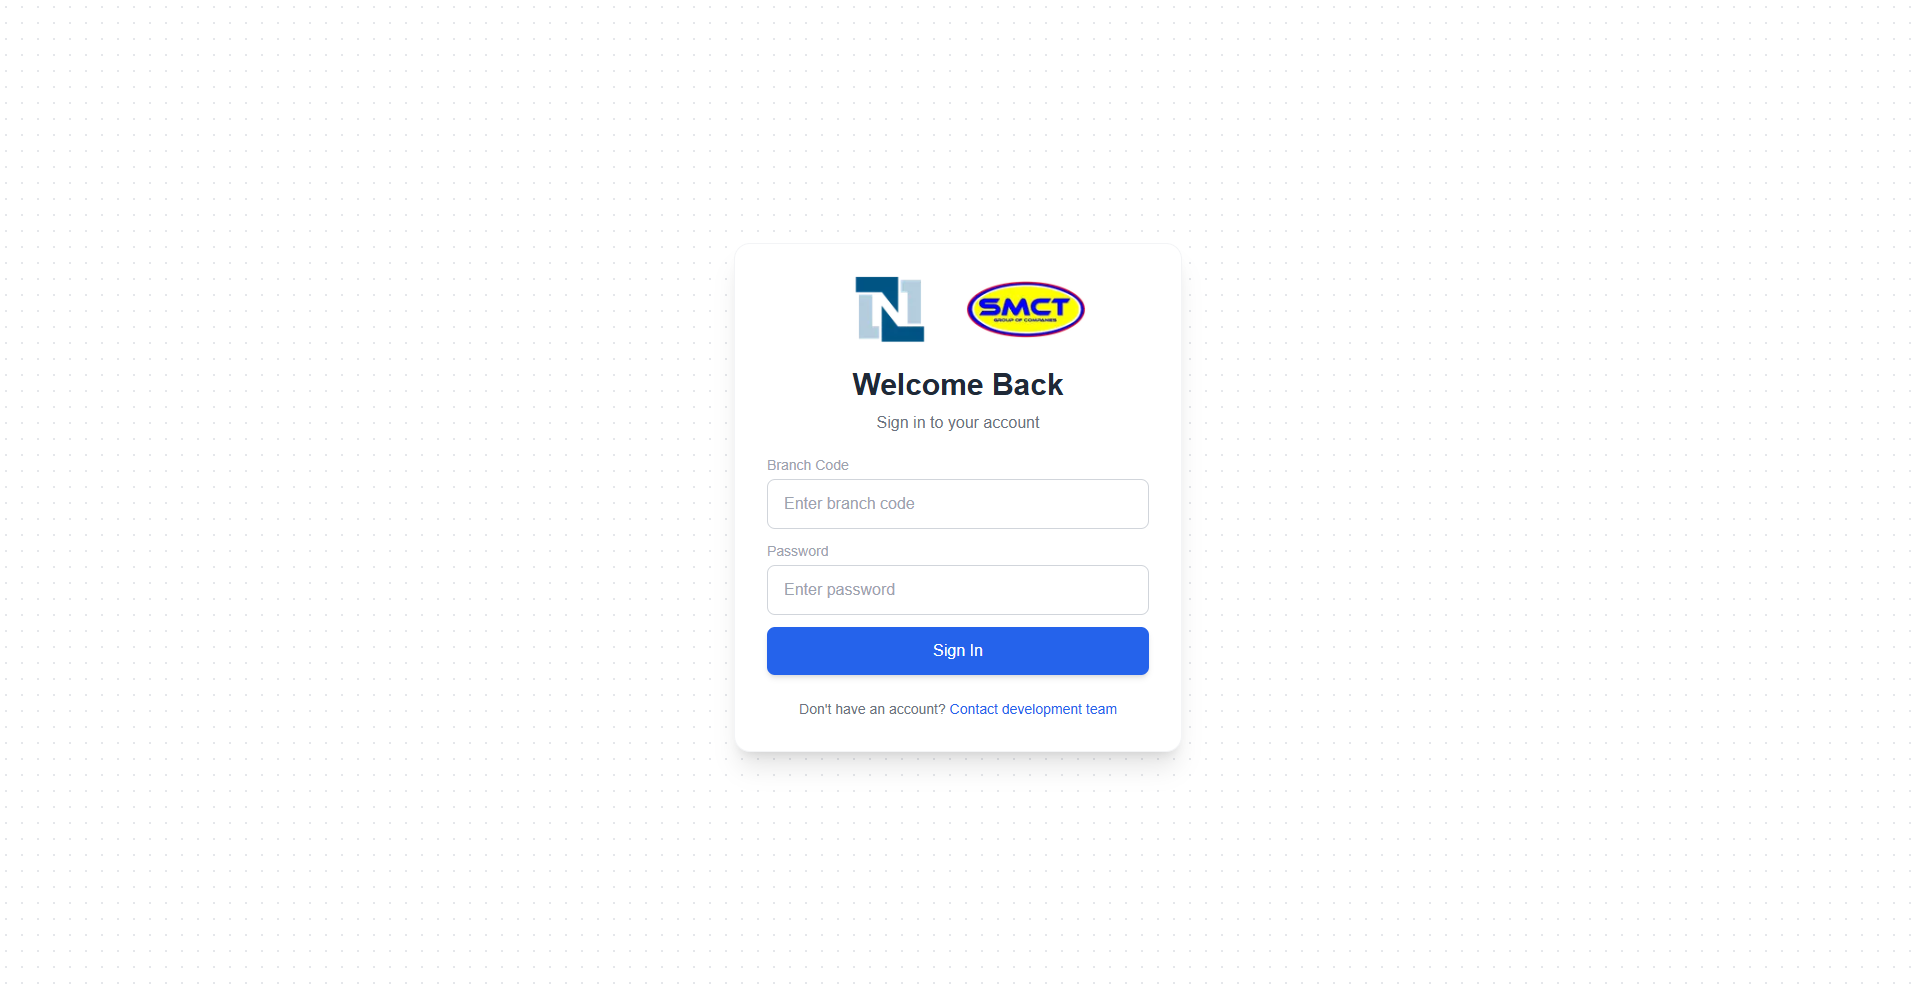 N
SMCT
GROUP OF COMPANIES
Welcome Back
Sign in to your account
Branch Code
Enter branch code
Password
Enter password
Sign In
Don't have an account? Contact development team